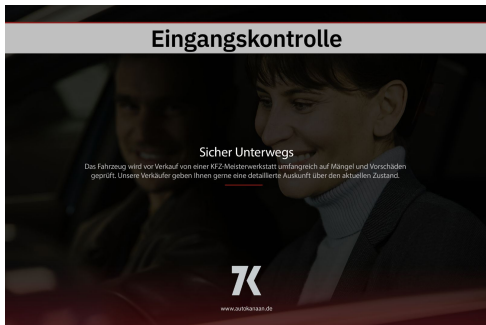 Eingangskontrolle
Sicher Unterwegs
Das Fahrzeug wird vor Verkauf von einer KFZ-Meisterwerkstatt umfangreich auf Mängel und Vorschäden
geprüft. Unsere Verkäufer geben Ihnen gerne eine detaillierte Auskunft über den aktuellen Zustand.
7K
www.autokanaan.de